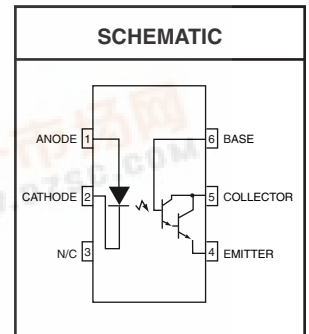 SCHEMATIC
ANODE 1
6 BASE
CATHODE 2
5 COLLECTOR
N/C 3
4 EMITTER